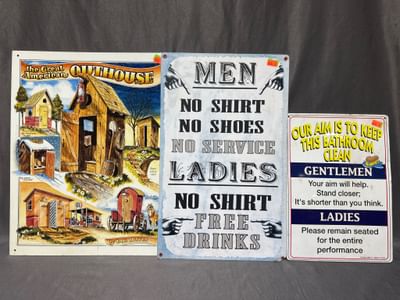 the Great
American OUTHOUSE
MEN
NO SHIRT
NO SHOES
NO SERVICE
LADIES
NO SHIRT
FREE
DRINKS
OUR AIM IS TO KEEP
THIS BATHROOM
CLEAN
GENTLEMEN
Your aim will help.
Stand closer;
It's shorter than you think.
LADIES
Please remain seated
for the entire
performance